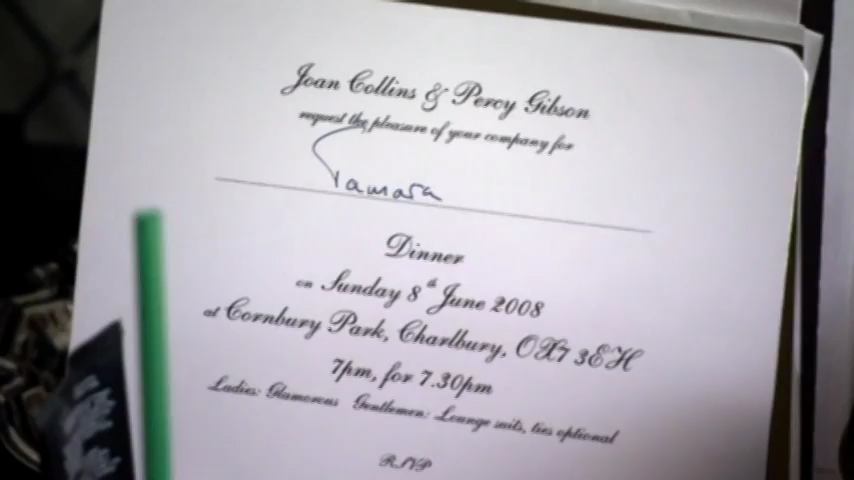 Joan Collins & Percy Gibson
request the pleasure of your company for
Tamara
Dinner
on Sunday 8th June 2008
at Cornbury Park, Charlbury, OX7 3EH
7pm, for 7.30pm
Ladies: Glamorous Gentlemen: Lounge suits, ties optional
RSVP